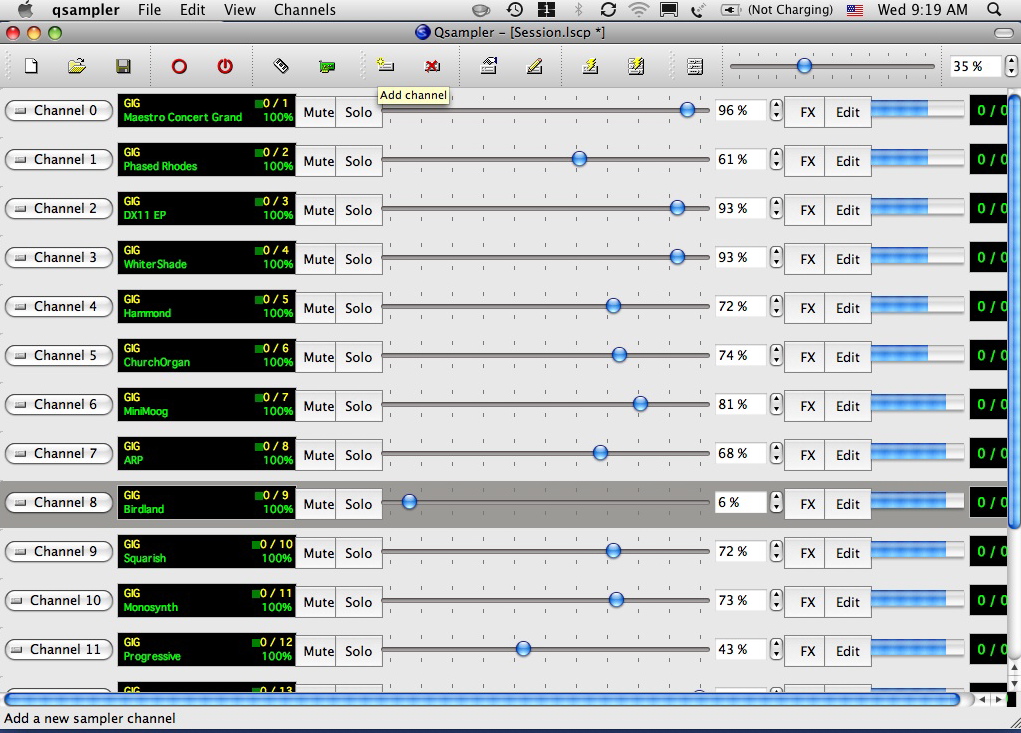 qsampler File Edit View Channels 1 (Not Charging) Wed 9:19 AM
Qsampler – [Session.lscp *]
35 %
Add channel
Channel 0 GIG 0 / 1 Maestro Concert Grand 100% Mute Solo 96 % FX Edit 0 / 0
Channel 1 GIG 0 / 2 Phased Rhodes 100% Mute Solo 61 % FX Edit 0 / 0
Channel 2 GIG 0 / 3 DX11 EP 100% Mute Solo 93 % FX Edit 0 / 0
Channel 3 GIG 0 / 4 WhiterShade 100% Mute Solo 93 % FX Edit 0 / 0
Channel 4 GIG 0 / 5 Hammond 100% Mute Solo 72 % FX Edit 0 / 0
Channel 5 GIG 0 / 6 ChurchOrgan 100% Mute Solo 74 % FX Edit 0 / 0
Channel 6 GIG 0 / 7 MiniMoog 100% Mute Solo 81 % FX Edit 0 / 0
Channel 7 GIG 0 / 8 ARP 100% Mute Solo 68 % FX Edit 0 / 0
Channel 8 GIG 0 / 9 Birdland 100% Mute Solo 6 % FX Edit 0 / 0
Channel 9 GIG 0 / 10 Squarish 100% Mute Solo 72 % FX Edit 0 / 0
Channel 10 GIG 0 / 11 Monosynth 100% Mute Solo 73 % FX Edit 0 / 0
Channel 11 GIG 0 / 12 Progressive 100% Mute Solo 43 % FX Edit 0 / 0
GIG 0 / 13
Add a new sampler channel